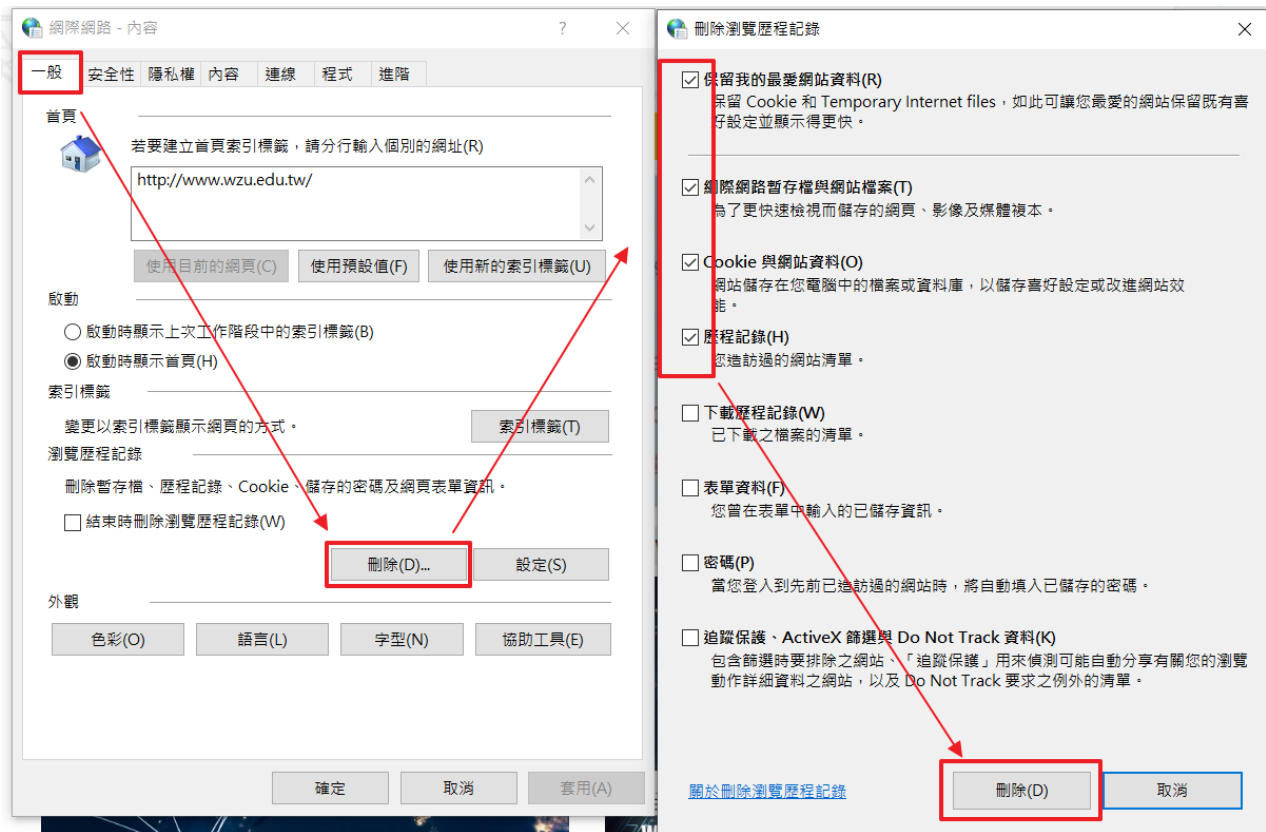 網際網路 - 內容
一般
安全性
隱私權
內容
連線
程式
進階
首頁
若要建立首頁索引標籤，請分行輸入個別的網址(R)
http://www.wzu.edu.tw/
使用目前的網頁(C)
使用預設值(F)
使用新的索引標籤(U)
啟動
啟動時顯示上次工作階段中的索引標籤(B)
啟動時顯示首頁(H)
索引標籤
變更以索引標籤顯示網頁的方式。
索引標籤(T)
瀏覽歷程記錄
刪除暫存檔、歷程記錄、Cookie、儲存的密碼及網頁表單資訊。
結束時刪除瀏覽歷程記錄(W)
刪除(D)...
設定(S)
外觀
色彩(O)
語言(L)
字型(N)
協助工具(E)
確定
取消
套用(A)
刪除瀏覽歷程記錄
保留我的最愛網站資料(R)
保留 Cookie 和 Temporary Internet files，如此可讓您最愛的網站保留既有喜
好設定並顯示得更快。
網際網路暫存檔與網站檔案(T)
為了更快速檢視而儲存的網頁、影像及媒體複本。
Cookie 與網站資料(O)
網站儲存在您電腦中的檔案或資料庫，以儲存喜好設定或改進網站效
能。
歷程記錄(H)
您造訪過的網站清單。
下載歷程記錄(W)
已下載之檔案的清單。
表單資料(F)
您曾在表單中輸入的已儲存資訊。
密碼(P)
當您登入到先前已造訪過的網站時，將自動填入已儲存的密碼。
追蹤保護、ActiveX 篩選與 Do Not Track 資料(K)
包含篩選時要排除之網站、「追蹤保護」用來偵測可能自動分享有關您的瀏覽
動作詳細資料之網站，以及 Do Not Track 要求之例外的清單。
關於刪除瀏覽歷程記錄
刪除(D)
取消